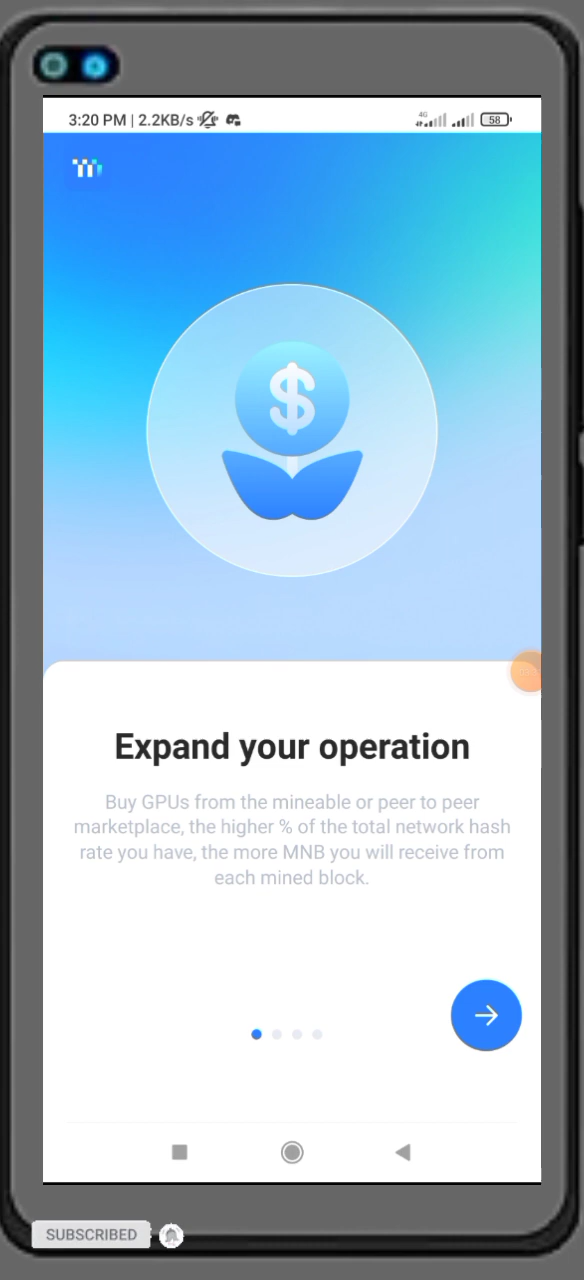 3:20 PM | 2.2KB/s
4G
58
$
Expand your operation
Buy GPUs from the mineable or peer to peer
marketplace, the higher % of the total network hash
rate you have, the more MNB you will receive from
each mined block.
SUBSCRIBED